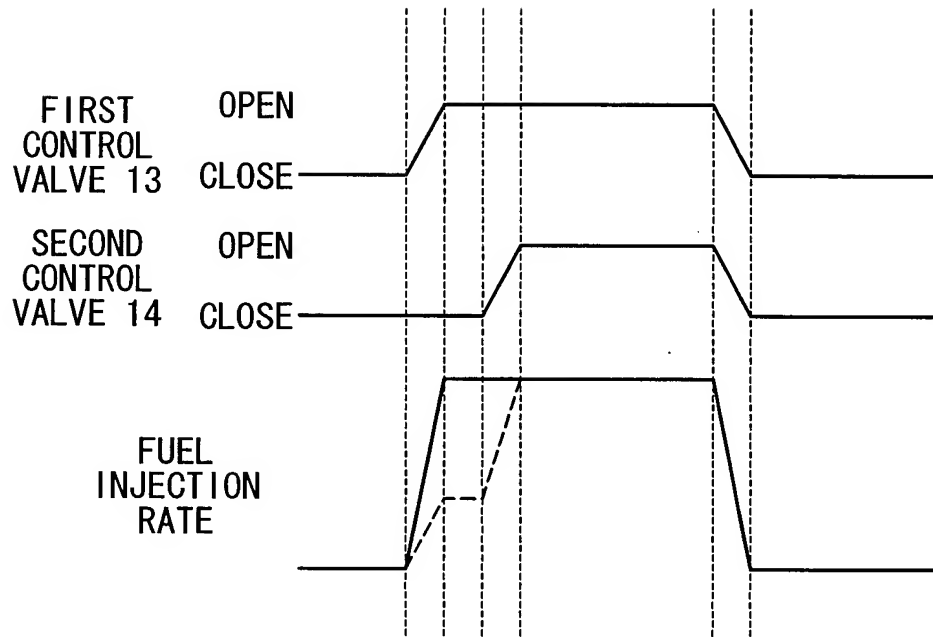 FIRST
CONTROL
VALVE 13
OPEN
CLOSE
SECOND
CONTROL
VALVE 14
OPEN
CLOSE
FUEL
INJECTION
RATE